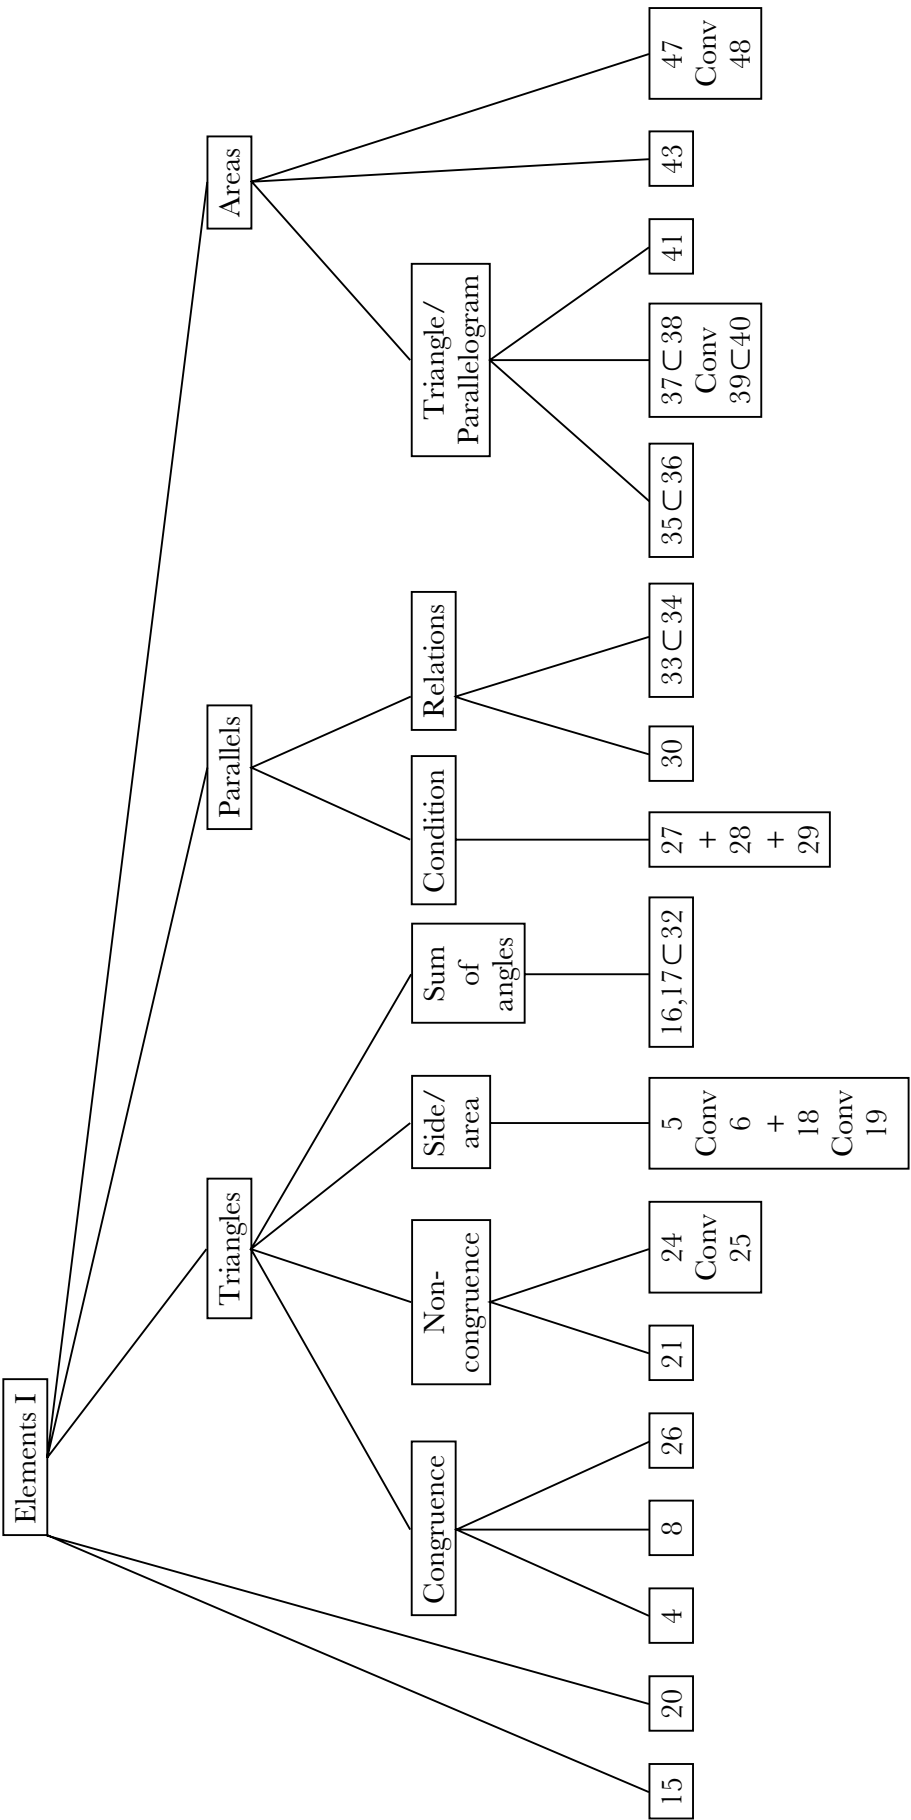 Elements I
Triangles
Parallels
Areas
Congruence
Non-
congruence
Side/
area
Sum
of
angles
Condition
Relations
Triangle/
Parallelogram
15
20
4
8
26
21
24
Conv
25
5
Conv
6
+
18
Conv
19
16,17⊂32
27
+
28
+
29
30
33⊂34
35⊂36
37⊂38
Conv
39⊂40
41
43
47
Conv
48